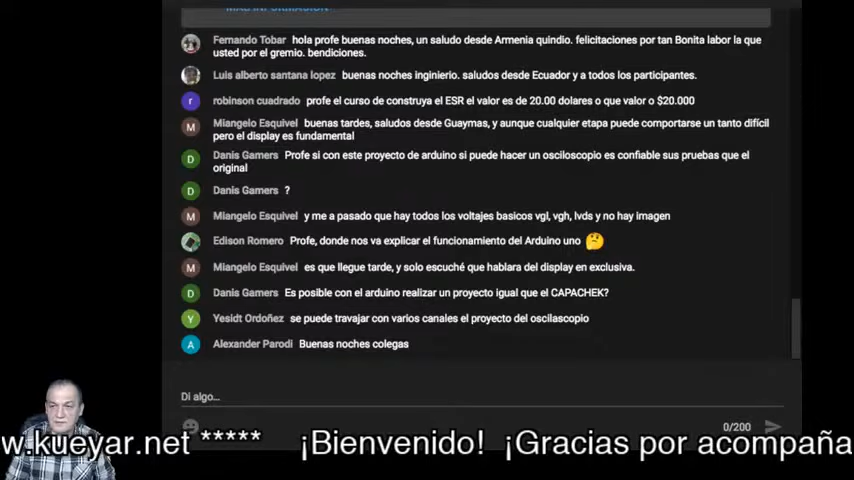 MÁS INFORMACIÓN
Fernando Tobar hola profe buenas noches, un saludo desde Armenia quindio. felicitaciones por tan Bonita labor la que
usted por el gremio. bendiciones.
Luis alberto santana lopez buenas noches inginierio. saludos desde Ecuador y a todos los participantes.
robinson cuadrado profe el curso de construya el ESR el valor es de 20.00 dolares o que valor o $20.000
Miangelo Esquivel buenas tardes, saludos desde Guaymas, y aunque cualquier etapa puede comportarse un tanto difícil
pero el display es fundamental
Danis Gamers Profe si con este proyecto de arduino si puede hacer un osciloscopio es confiable sus pruebas que el
original
Danis Gamers ?
Miangelo Esquivel y me a pasado que hay todos los voltajes basicos vgl, vgh, lvds y no hay imagen
Edison Romero Profe, donde nos va explicar el funcionamiento del Arduino uno 🤔
Miangelo Esquivel es que llegue tarde, y solo escuché que hablara del display en exclusiva.
Danis Gamers Es posible con el arduino realizar un proyecto igual que el CAPACHEK?
Yesidt Ordoñez se puede travajar con varios canales el proyecto del oscilascopio
Alexander Parodi Buenas noches colegas
Di algo...
0/200
w.kueyar.net ***** ¡Bienvenido! ¡Gracias por acompaña